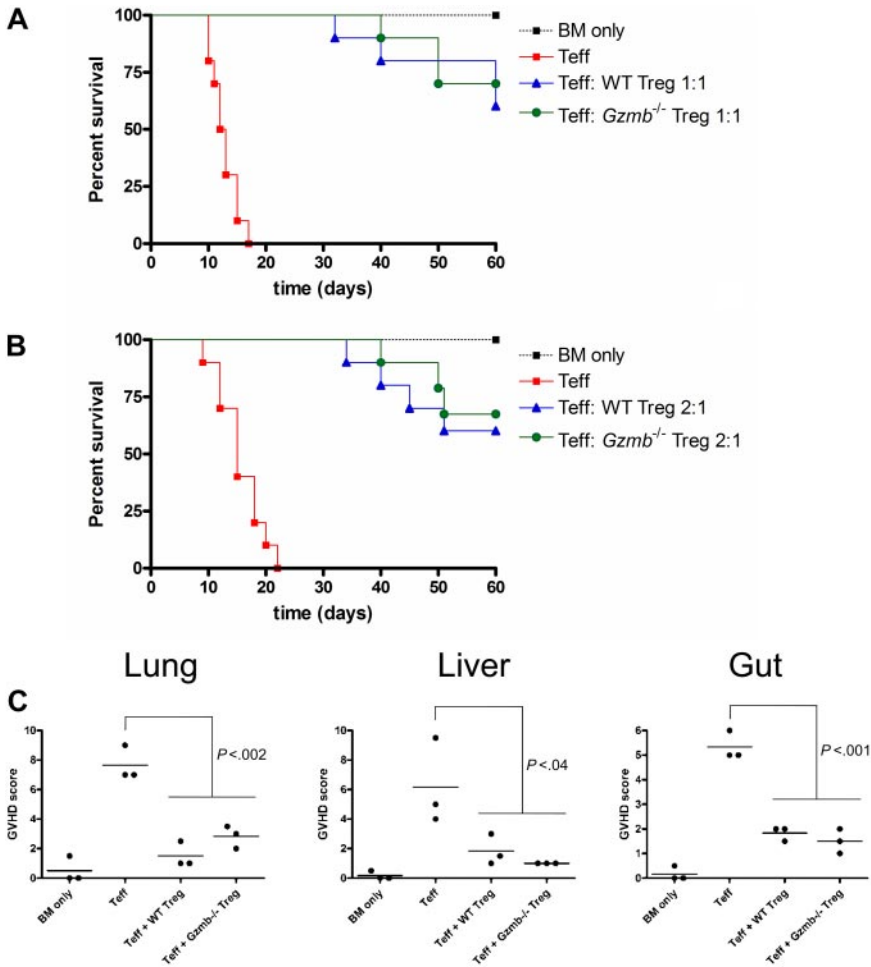 A
Percent survival
100
75
50
25
0
0 10 20 30 40 50 60
time (days)
BM only
Teff
Teff: WT Treg 1:1
Teff: Gzmb-/- Treg 1:1
B
Percent survival
100
75
50
25
0
0 10 20 30 40 50 60
time (days)
BM only
Teff
Teff: WT Treg 2:1
Teff: Gzmb-/- Treg 2:1
C
Lung
GVHD score
10
8
6
4
2
0
P<.002
BM only
Teff
Teff + WT Treg
Teff + Gzmb-/- Treg
Liver
GVHD score
10
8
6
4
2
0
P<.04
BM only
Teff
Teff + WT Treg
Teff + Gzmb-/- Treg
Gut
GVHD score
6
5
4
3
2
1
0
P<.001
BM only
Teff
Teff + WT Treg
Teff + Gzmb-/- Treg